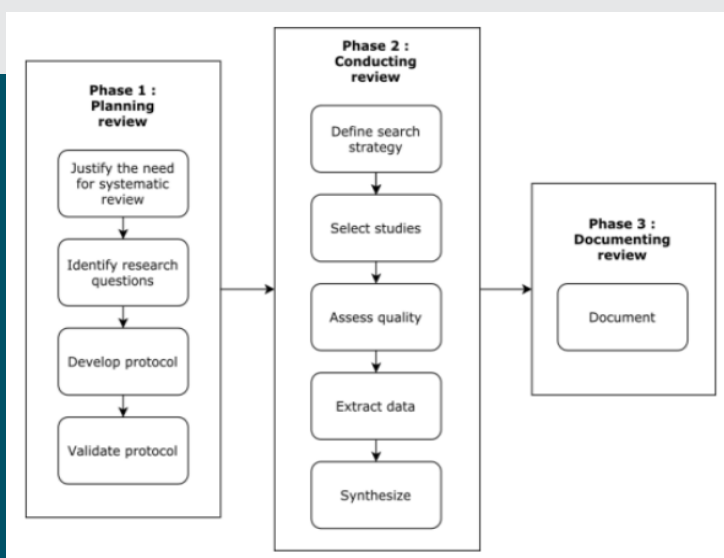 Phase 1 :
Planning
review
Justify the need
for systematic
review
Identify research
questions
Develop protocol
Validate protocol
Phase 2 :
Conducting
review
Define search
strategy
Select studies
Assess quality
Extract data
Synthesize
Phase 3 :
Documenting
review
Document